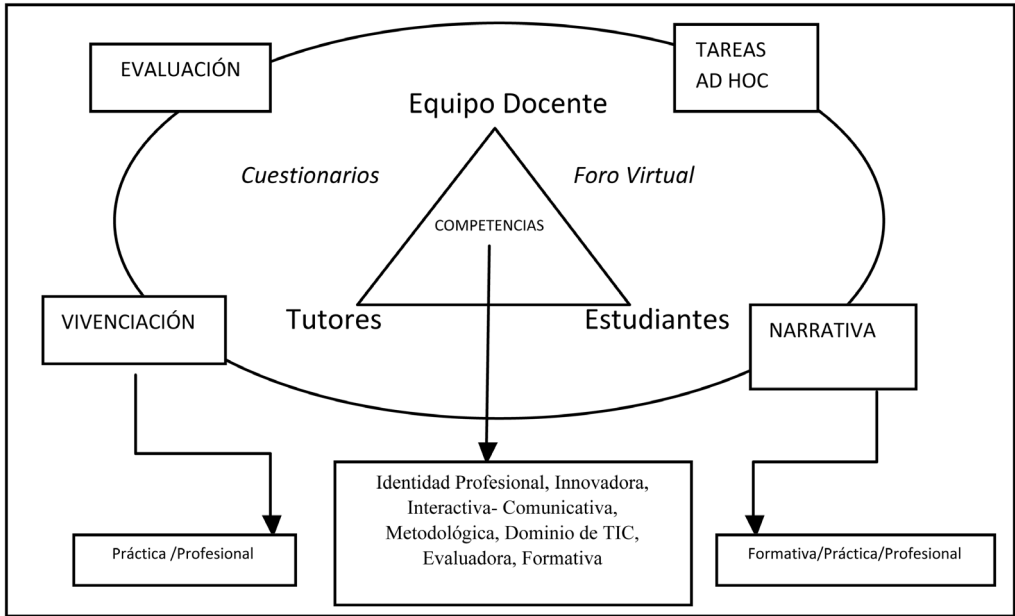 EVALUACIÓN
TAREAS
AD HOC
Equipo Docente
Cuestionarios
Foro Virtual
COMPETENCIAS
VIVENCIACIÓN
Tutores
Estudiantes
NARRATIVA
Identidad Profesional, Innovadora,
Interactiva- Comunicativa,
Metodológica, Dominio de TIC,
Evaluadora, Formativa
Práctica /Profesional
Formativa/Práctica/Profesional